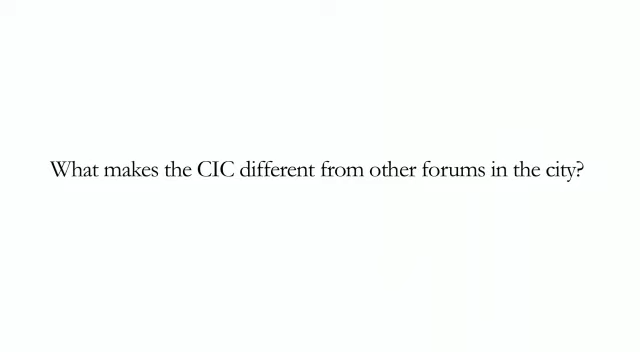 What makes the CIC different from other forums in the city?